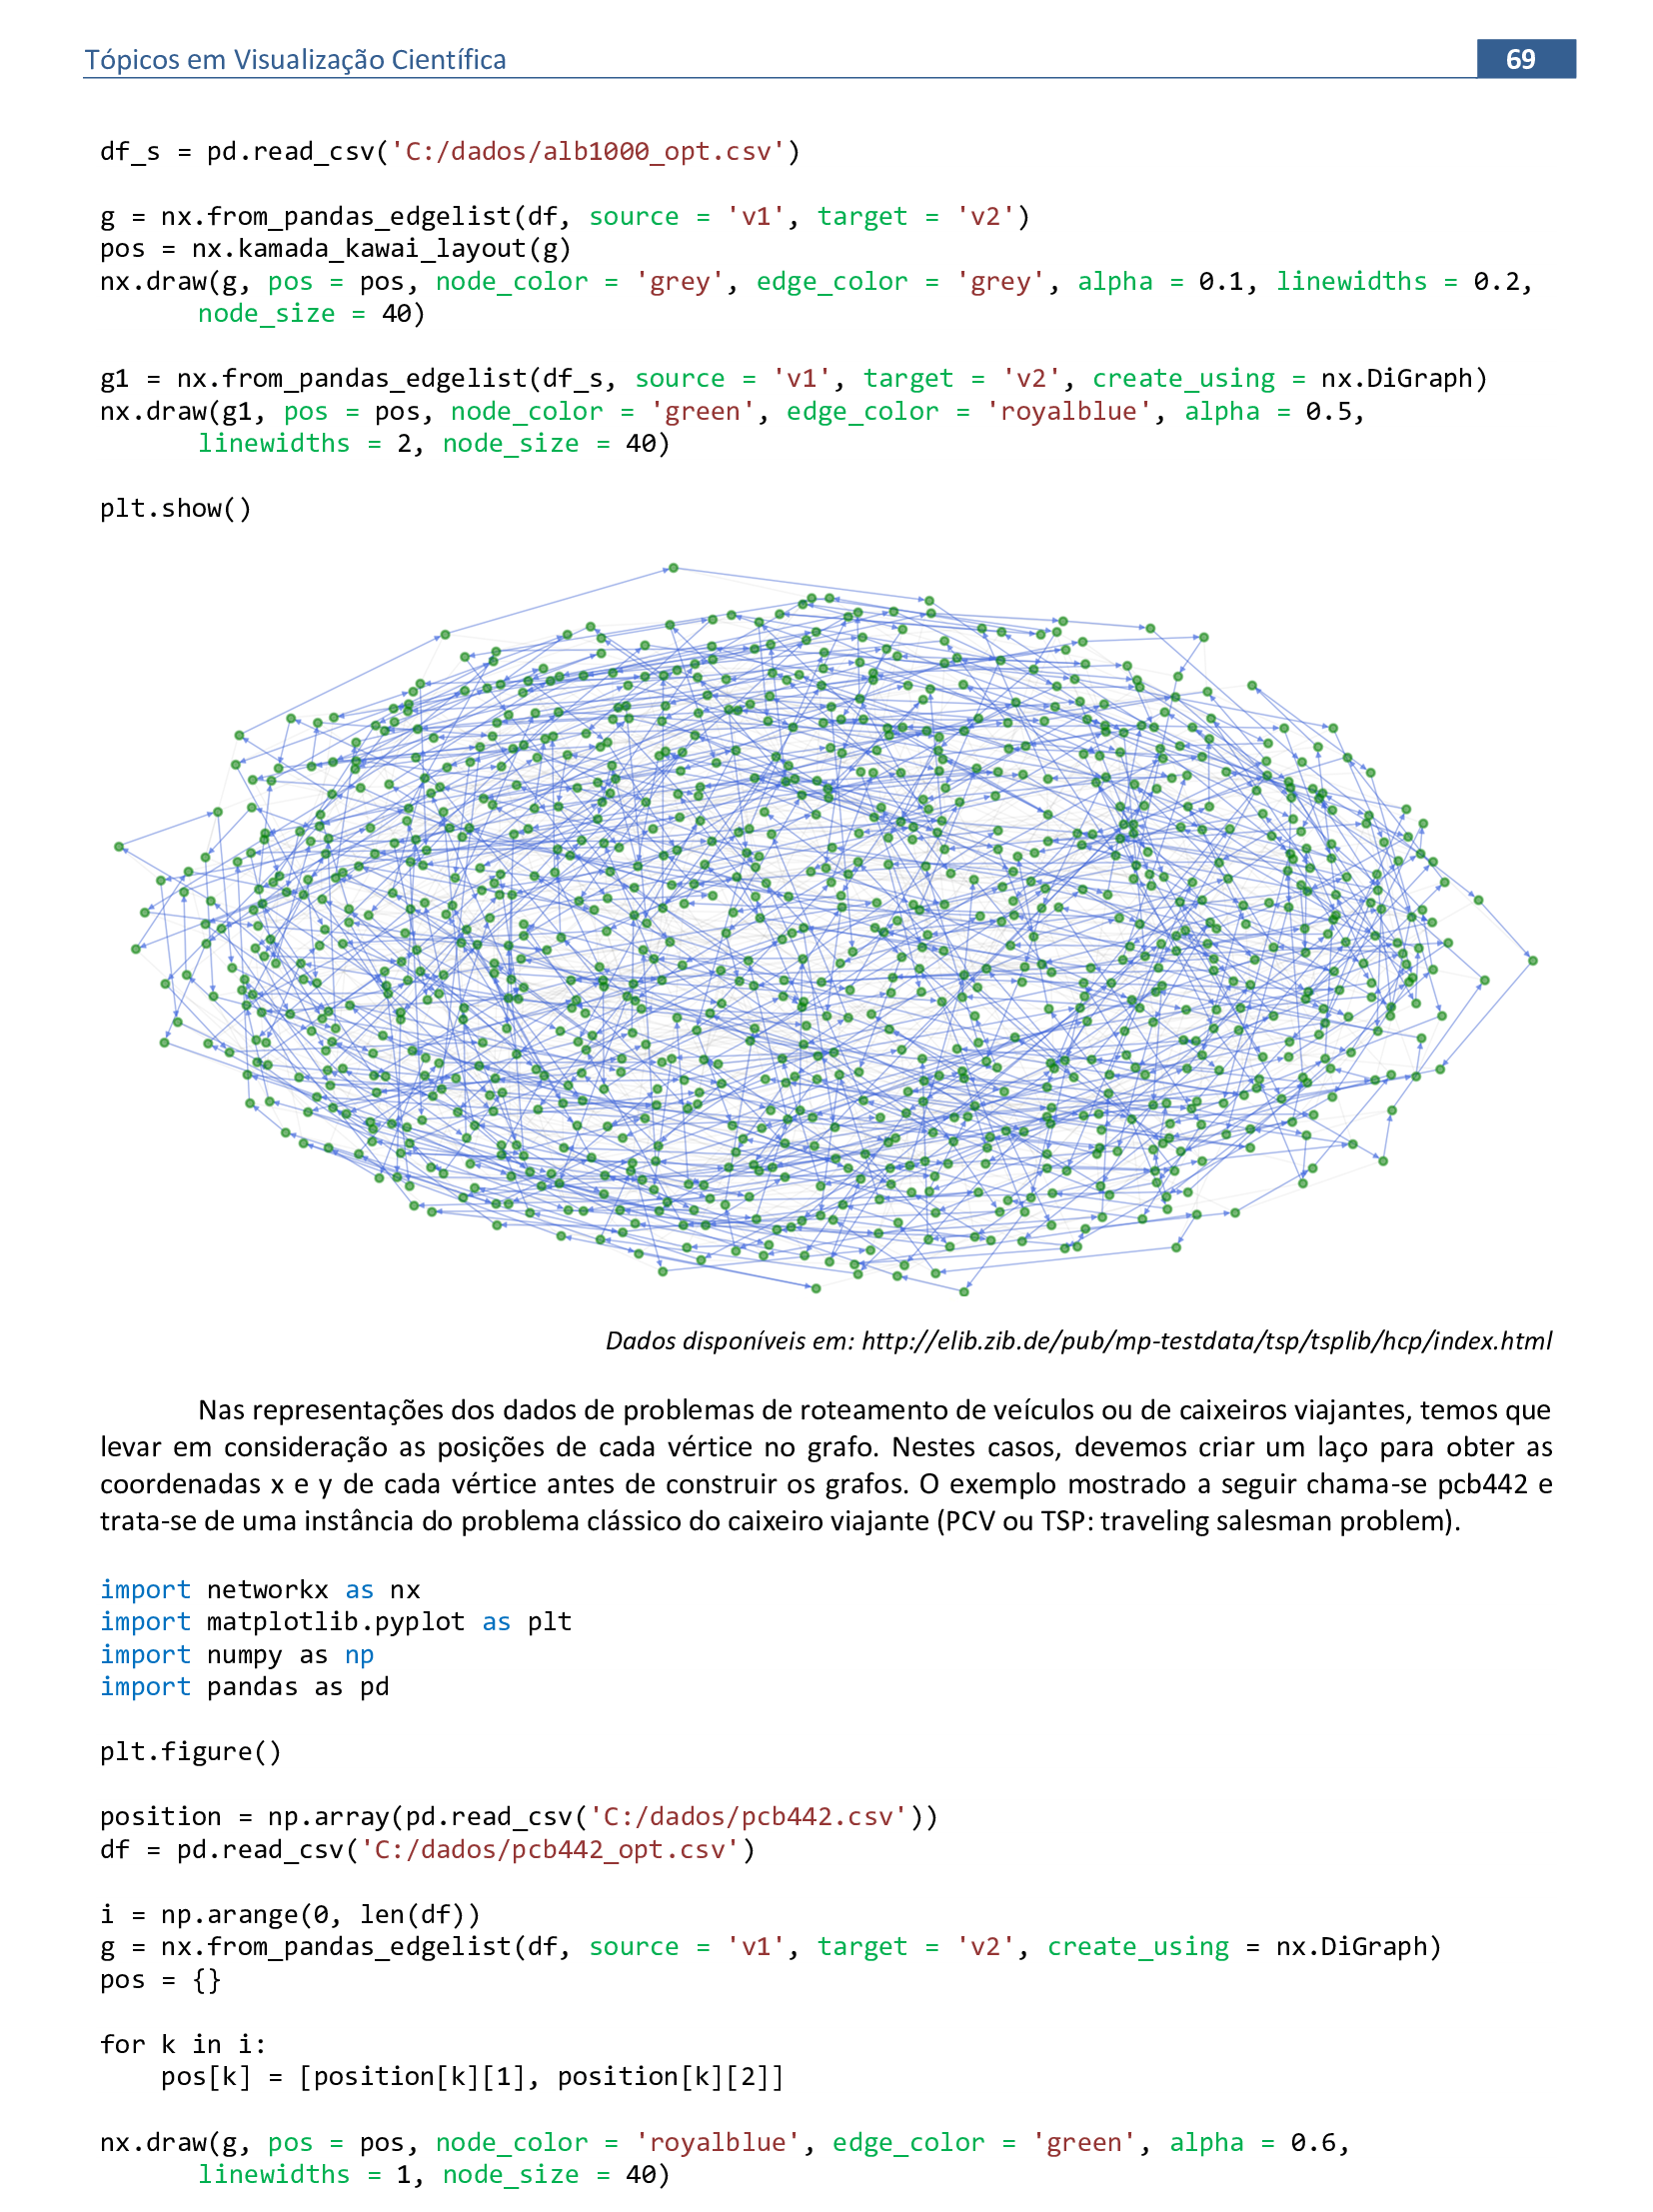 Tópicos em Visualização Científica 69
df_s = pd.read_csv('C:/dados/alb1000_opt.csv')
g = nx.from_pandas_edgelist(df, source = 'v1', target = 'v2')
pos = nx.kamada_kawai_layout(g)
nx.draw(g, pos = pos, node_color = 'grey', edge_color = 'grey', alpha = 0.1, linewidths = 0.2,
node_size = 40)
g1 = nx.from_pandas_edgelist(df_s, source = 'v1', target = 'v2', create_using = nx.DiGraph)
nx.draw(g1, pos = pos, node_color = 'green', edge_color = 'royalblue', alpha = 0.5,
linewidths = 2, node_size = 40)
plt.show()
Dados disponíveis em: http://elib.zib.de/pub/mp-testdata/tsp/tsplib/hcp/index.html
Nas representações dos dados de problemas de roteamento de veículos ou de caixeiros viajantes, temos que
levar em consideração as posições de cada vértice no grafo. Nestes casos, devemos criar um laço para obter as
coordenadas x e y de cada vértice antes de construir os grafos. O exemplo mostrado a seguir chama-se pcb442 e
trata-se de uma instância do problema clássico do caixeiro viajante (PCV ou TSP: traveling salesman problem).
import networkx as nx
import matplotlib.pyplot as plt
import numpy as np
import pandas as pd
plt.figure()
position = np.array(pd.read_csv('C:/dados/pcb442.csv'))
df = pd.read_csv('C:/dados/pcb442_opt.csv')
i = np.arange(0, len(df))
g = nx.from_pandas_edgelist(df, source = 'v1', target = 'v2', create_using = nx.DiGraph)
pos = {}
for k in i:
pos[k] = [position[k][1], position[k][2]]
nx.draw(g, pos = pos, node_color = 'royalblue', edge_color = 'green', alpha = 0.6,
linewidths = 1, node_size = 40)